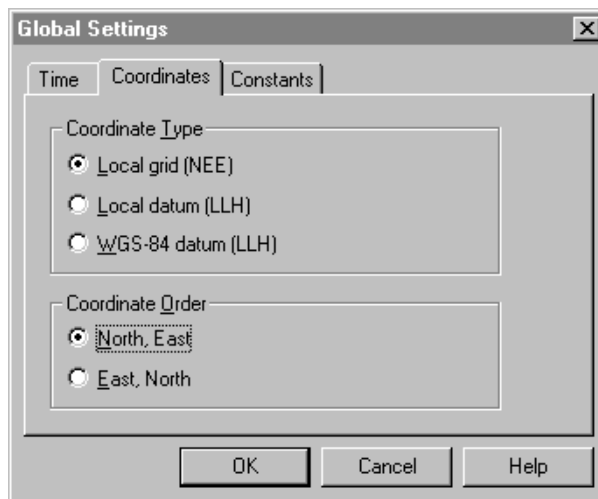 Global Settings
Time Coordinates Constants
Coordinate Type
Local grid (NEE)
Local datum (LLH)
WGS-84 datum (LLH)
Coordinate Order
North, East
East, North
OK Cancel Help